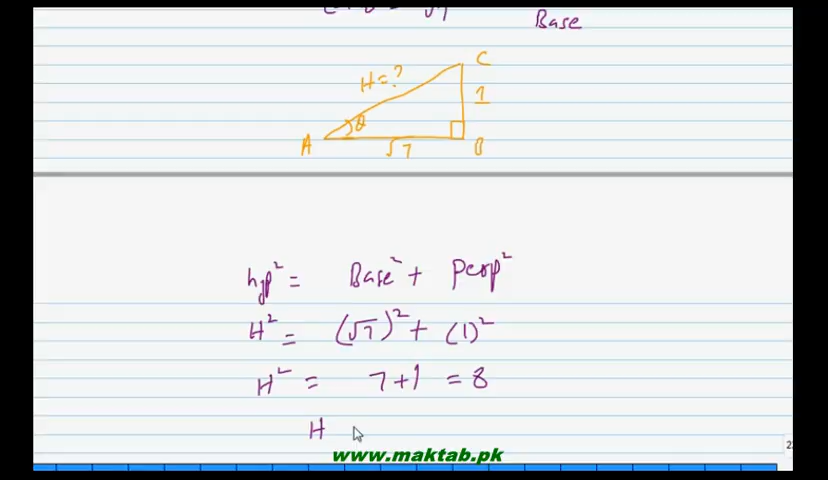 Base
H = ?
C
1
θ
A
√7
B
hyp² = Base² + Perp²
H² = (√7)² + (1)²
H² = 7+1 = 8
H
www.maktab.pk